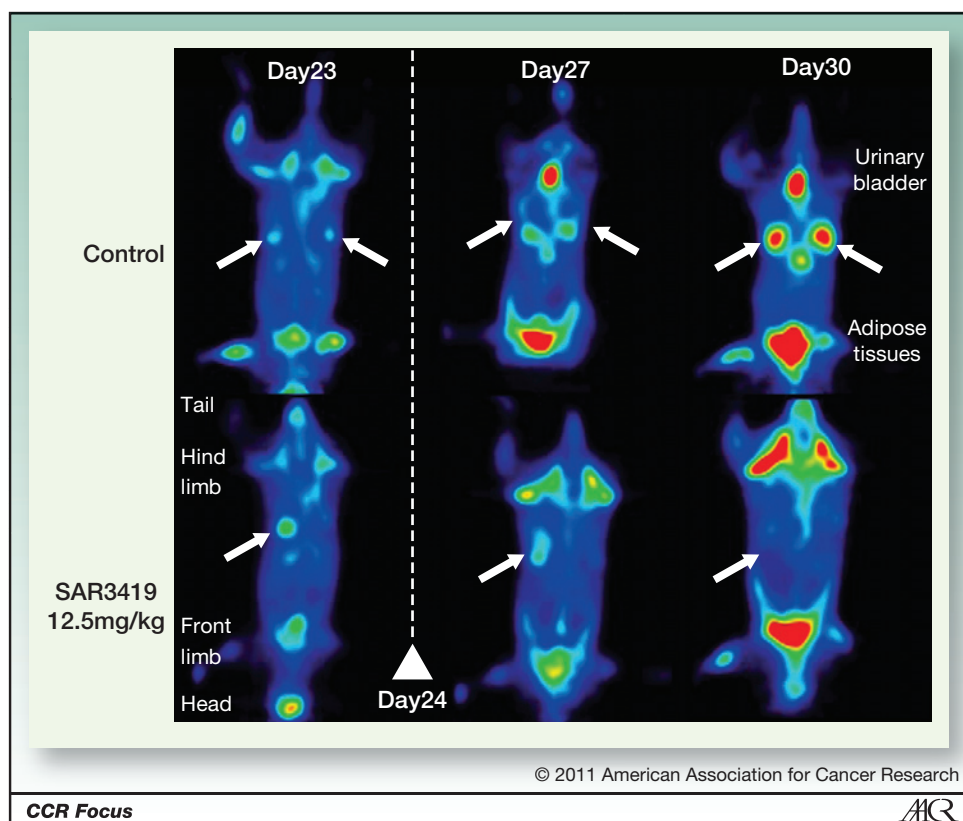 Day23
Day27
Day30
Urinary
bladder
Control
Adipose
tissues
Tail
Hind
limb
SAR3419
12.5mg/kg
Front
limb
Head
Day24
© 2011 American Association for Cancer Research
CCR Focus
AACR